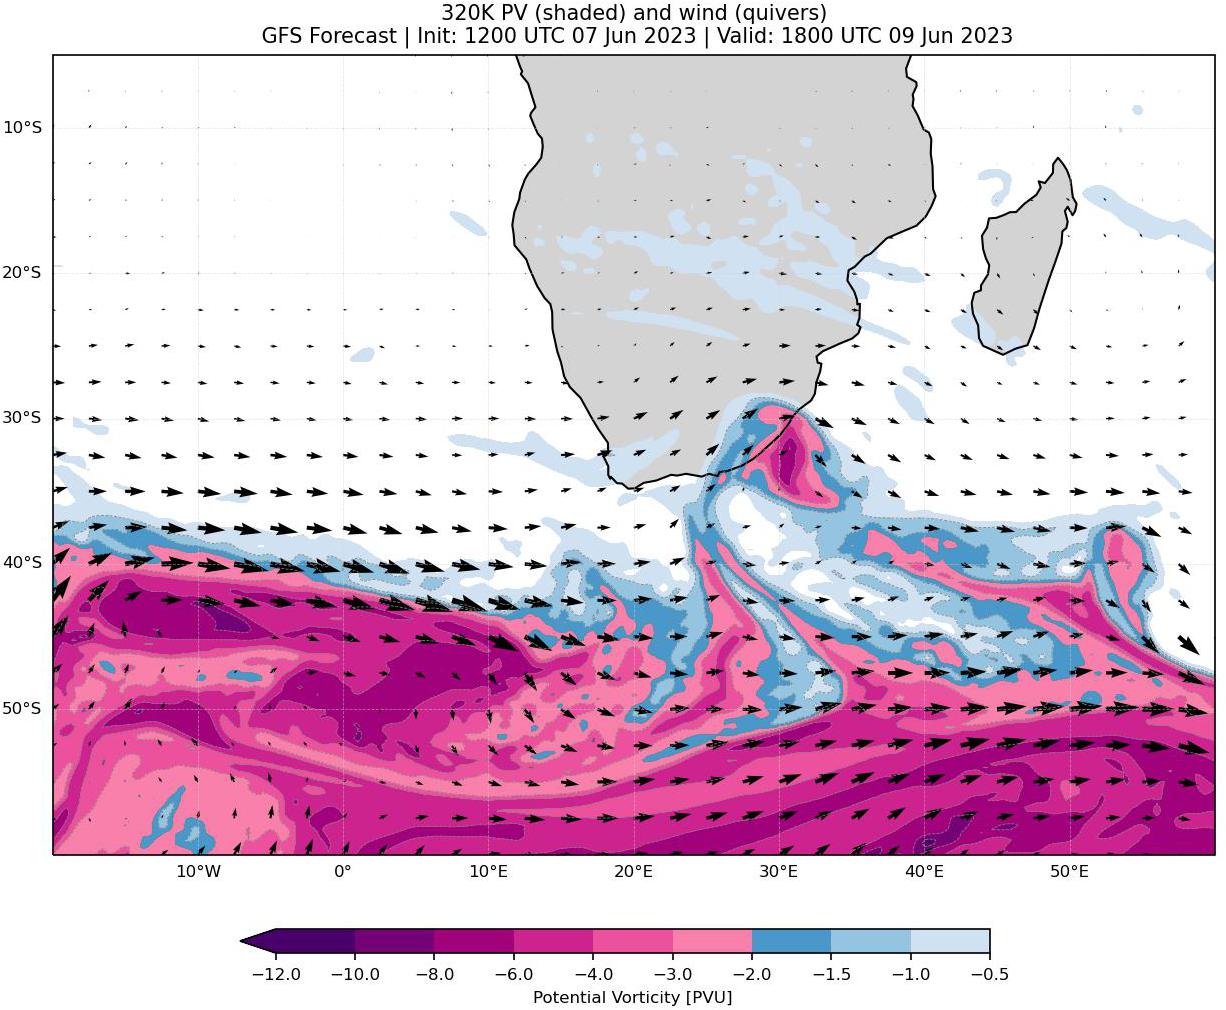 320K PV (shaded) and wind (quivers)
GFS Forecast | Init: 1200 UTC 07 Jun 2023 | Valid: 1800 UTC 09 Jun 2023
10°S
20°S
30°S
40°S
50°S
10°W 0° 10°E 20°E 30°E 40°E 50°E
−12.0 −10.0 −8.0 −6.0 −4.0 −3.0 −2.0 −1.5 −1.0 −0.5
Potential Vorticity [PVU]